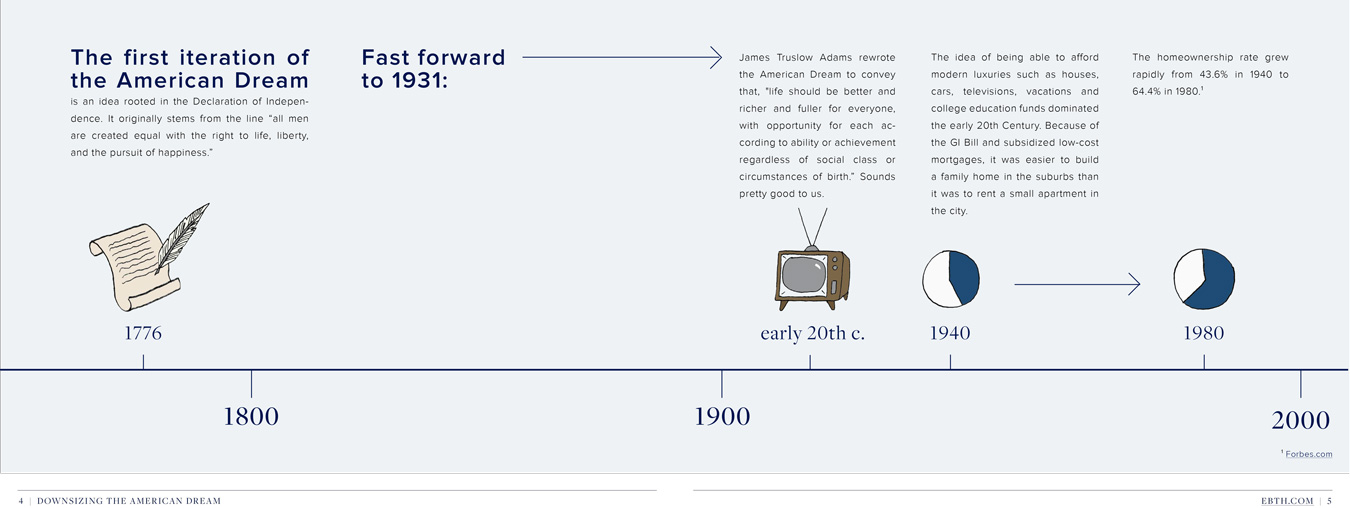 The first iteration of
the American Dream
is an idea rooted in the Declaration of Indepen-
dence. It originally stems from the line “all men
are created equal with the right to life, liberty,
and the pursuit of happiness.”
Fast forward
to 1931:
James Truslow Adams rewrote
the American Dream to convey
that, "life should be better and
richer and fuller for everyone,
with opportunity for each ac-
cording to ability or achievement
regardless of social class or
circumstances of birth.” Sounds
pretty good to us.
The idea of being able to afford
modern luxuries such as houses,
cars, televisions, vacations and
college education funds dominated
the early 20th Century. Because of
the GI Bill and subsidized low-cost
mortgages, it was easier to build
a family home in the suburbs than
it was to rent a small apartment in
the city.
The homeownership rate grew
rapidly from 43.6% in 1940 to
64.4% in 1980.¹
1776
early 20th c.
1940
1980
1800
1900
2000
¹ Forbes.com
4 | DOWNSIZING THE AMERICAN DREAM
EBTH.COM | 5